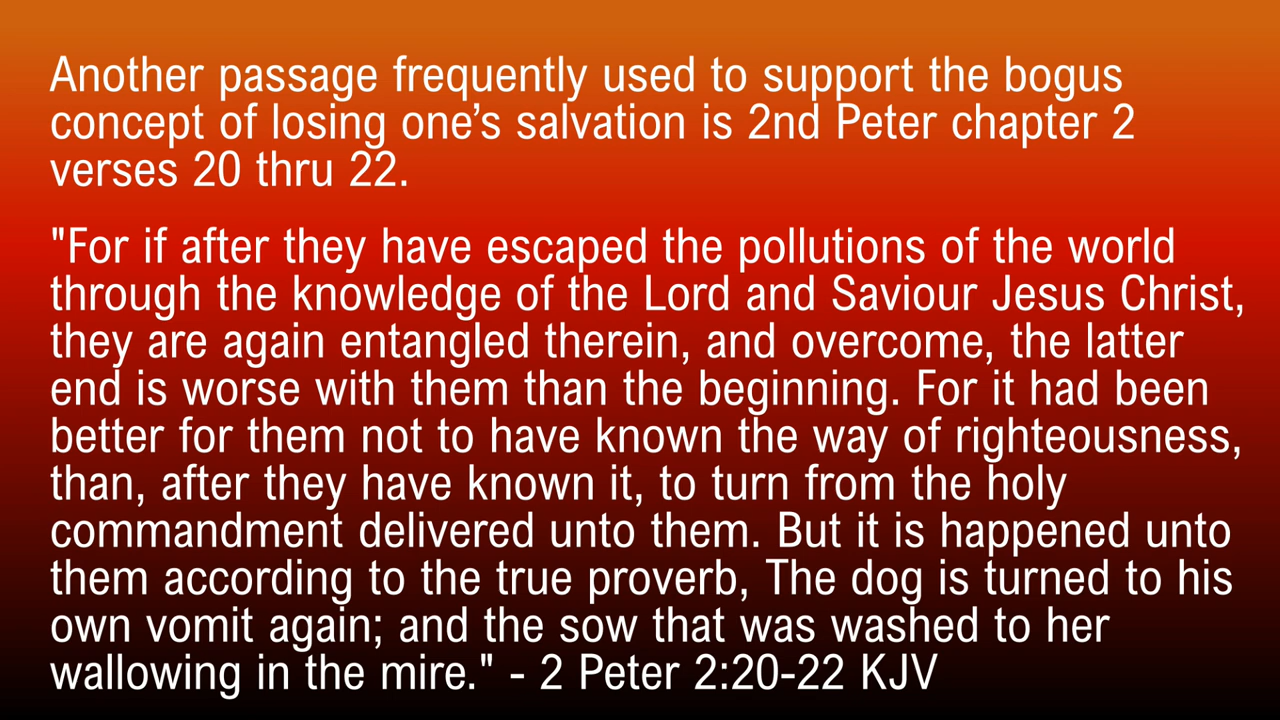 Another passage frequently used to support the bogus
concept of losing one’s salvation is 2nd Peter chapter 2
verses 20 thru 22.
"For if after they have escaped the pollutions of the world
through the knowledge of the Lord and Saviour Jesus Christ,
they are again entangled therein, and overcome, the latter
end is worse with them than the beginning. For it had been
better for them not to have known the way of righteousness,
than, after they have known it, to turn from the holy
commandment delivered unto them. But it is happened unto
them according to the true proverb, The dog is turned to his
own vomit again; and the sow that was washed to her
wallowing in the mire." - 2 Peter 2:20-22 KJV